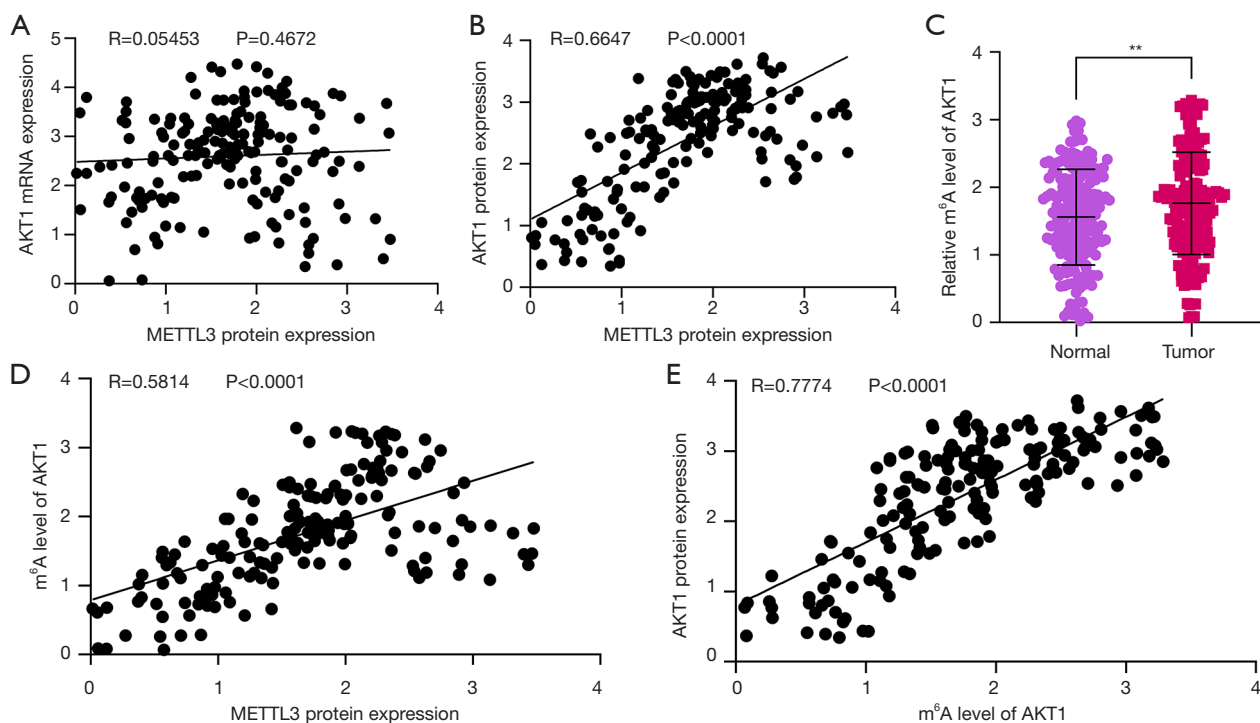 A
R=0.05453 P=0.4672
5
4
3
2
1
0
0 1 2 3 4
AKT1 mRNA expression
METTL3 protein expression
B
R=0.6647 P<0.0001
4
3
2
1
0
0 1 2 3 4
AKT1 protein expression
METTL3 protein expression
C
**
4
3
2
1
0
Relative m⁶A level of AKT1
Normal Tumor
D
R=0.5814 P<0.0001
4
3
2
1
0
0 1 2 3 4
m⁶A level of AKT1
METTL3 protein expression
E
R=0.7774 P<0.0001
4
3
2
1
0
0 1 2 3 4
AKT1 protein expression
m⁶A level of AKT1